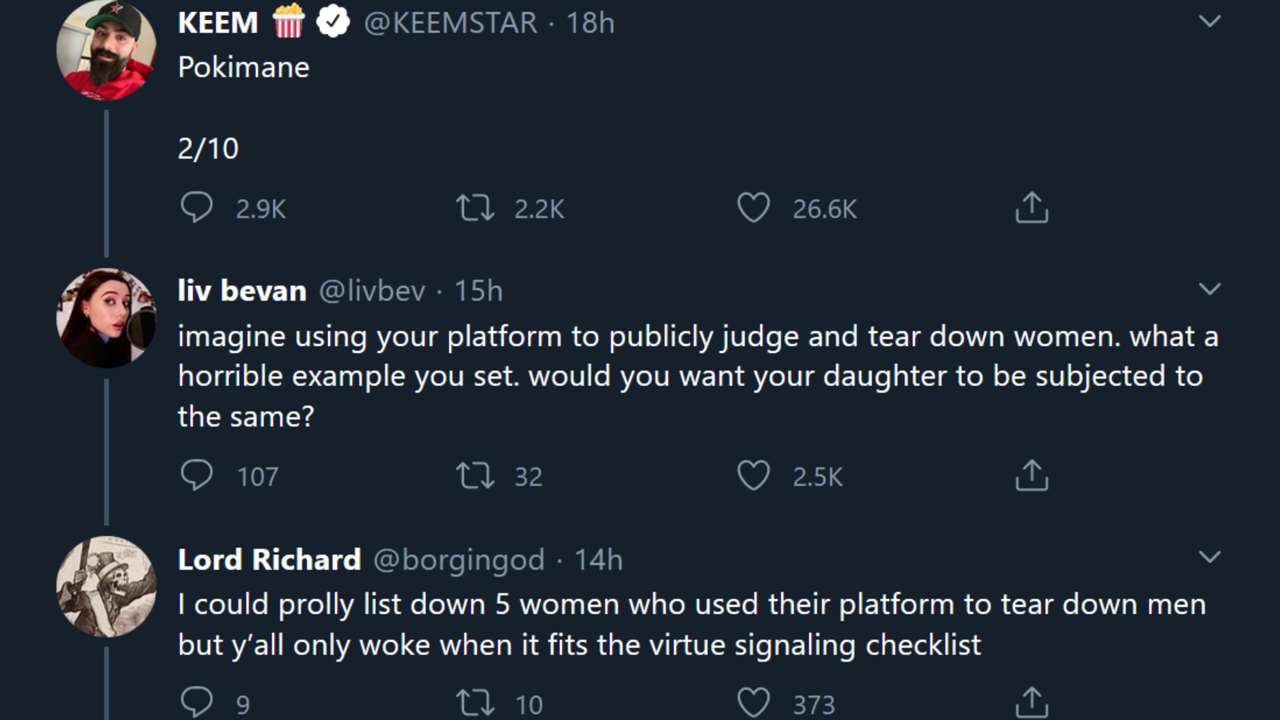 KEEM 🍿 @KEEMSTAR · 18h
Pokimane
2/10
2.9K 2.2K 26.6K
liv bevan @livbev · 15h
imagine using your platform to publicly judge and tear down women. what a
horrible example you set. would you want your daughter to be subjected to
the same?
107 32 2.5K
Lord Richard @borgingod · 14h
I could prolly list down 5 women who used their platform to tear down men
but y’all only woke when it fits the virtue signaling checklist
9 10 373